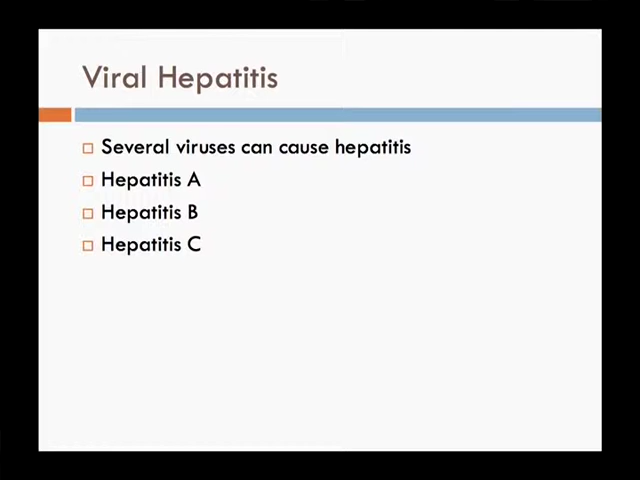 Viral Hepatitis
Several viruses can cause hepatitis
Hepatitis A
Hepatitis B
Hepatitis C